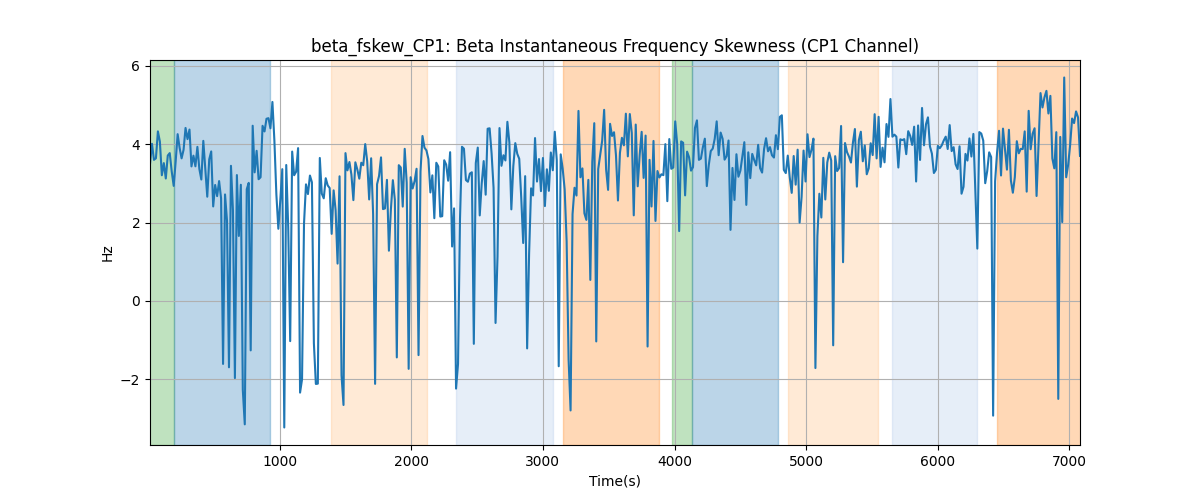 beta_fskew_CP1: Beta Instantaneous Frequency Skewness (CP1 Channel)
Hz
6
4
2
0
−2
1000 2000 3000 4000 5000 6000 7000
Time(s)